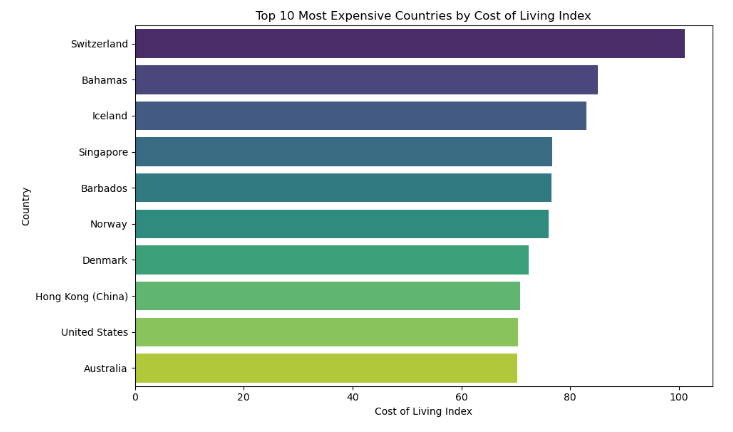 Top 10 Most Expensive Countries by Cost of Living Index
Country
Switzerland
Bahamas
Iceland
Singapore
Barbados
Norway
Denmark
Hong Kong (China)
United States
Australia
0 20 40 60 80 100
Cost of Living Index